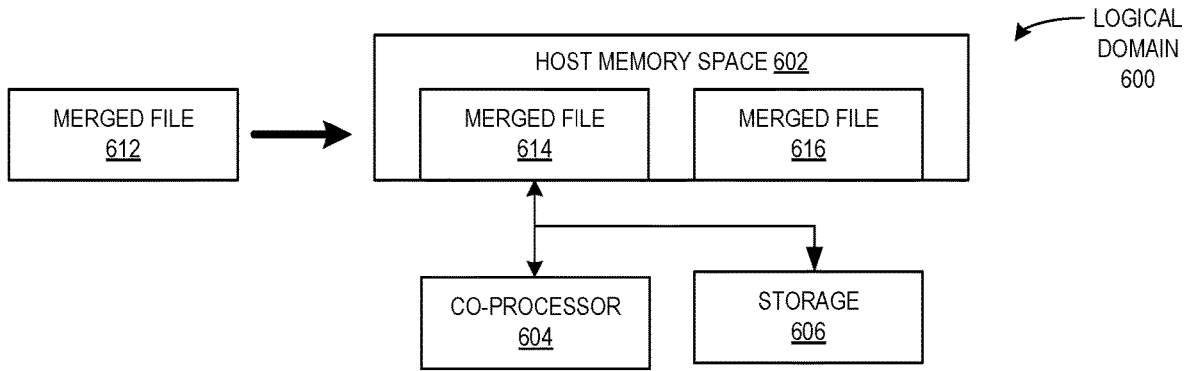 LOGICAL
DOMAIN
600
HOST MEMORY SPACE 602
MERGED FILE
612
MERGED FILE
614
MERGED FILE
616
CO-PROCESSOR
604
STORAGE
606